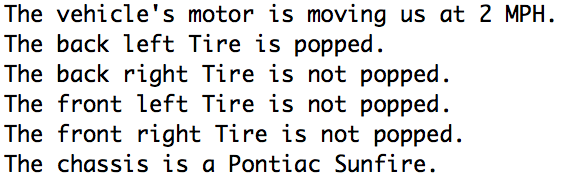 The vehicle's motor is moving us at 2 MPH.
The back left Tire is popped.
The back right Tire is not popped.
The front left Tire is not popped.
The front right Tire is not popped.
The chassis is a Pontiac Sunfire.